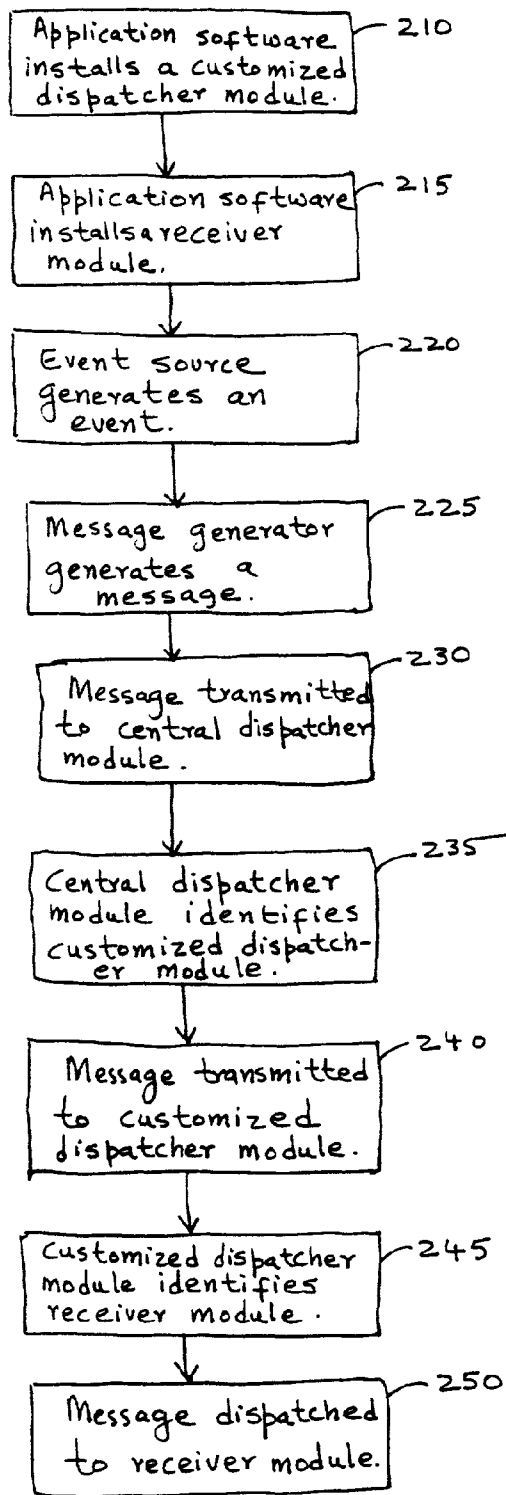 Application software
installs a customized
dispatcher module.
210
Application software
installs a receiver
module.
215
Event source
generates an
event.
220
Message generator
generates a
message.
225
Message transmitted
to central dispatcher
module.
230
Central dispatcher
module identifies
customized dispatch-
er module.
235
Message transmitted
to customized
dispatcher module.
240
Customized dispatcher
module identifies
receiver module.
245
Message dispatched
to receiver module.
250